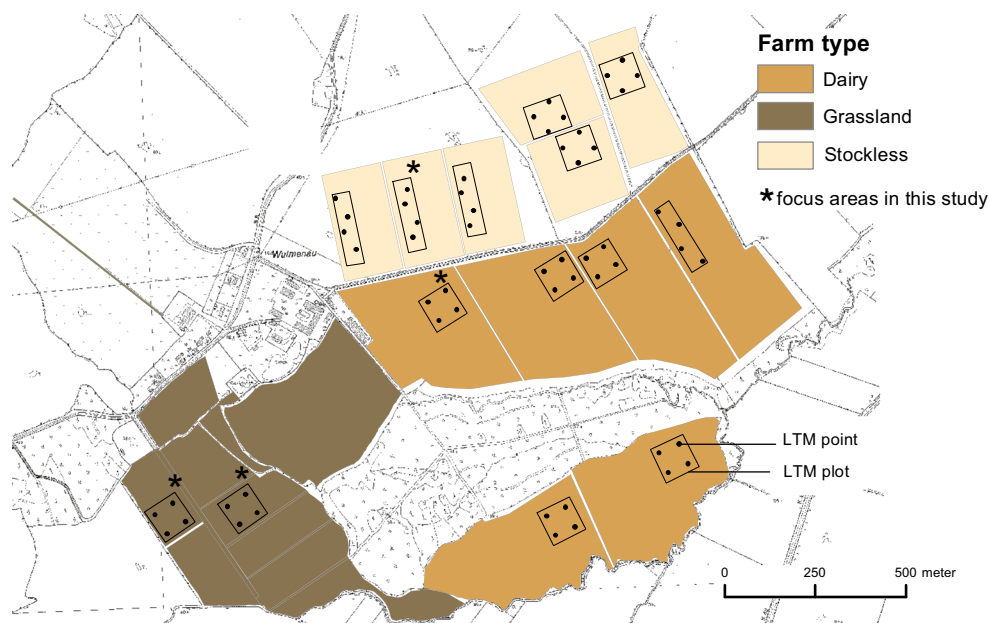 Farm type
Dairy
Grassland
Stockless
* focus areas in this study
*
Wulmenau
*
LTM point
LTM plot
*
*
0 250 500 meter